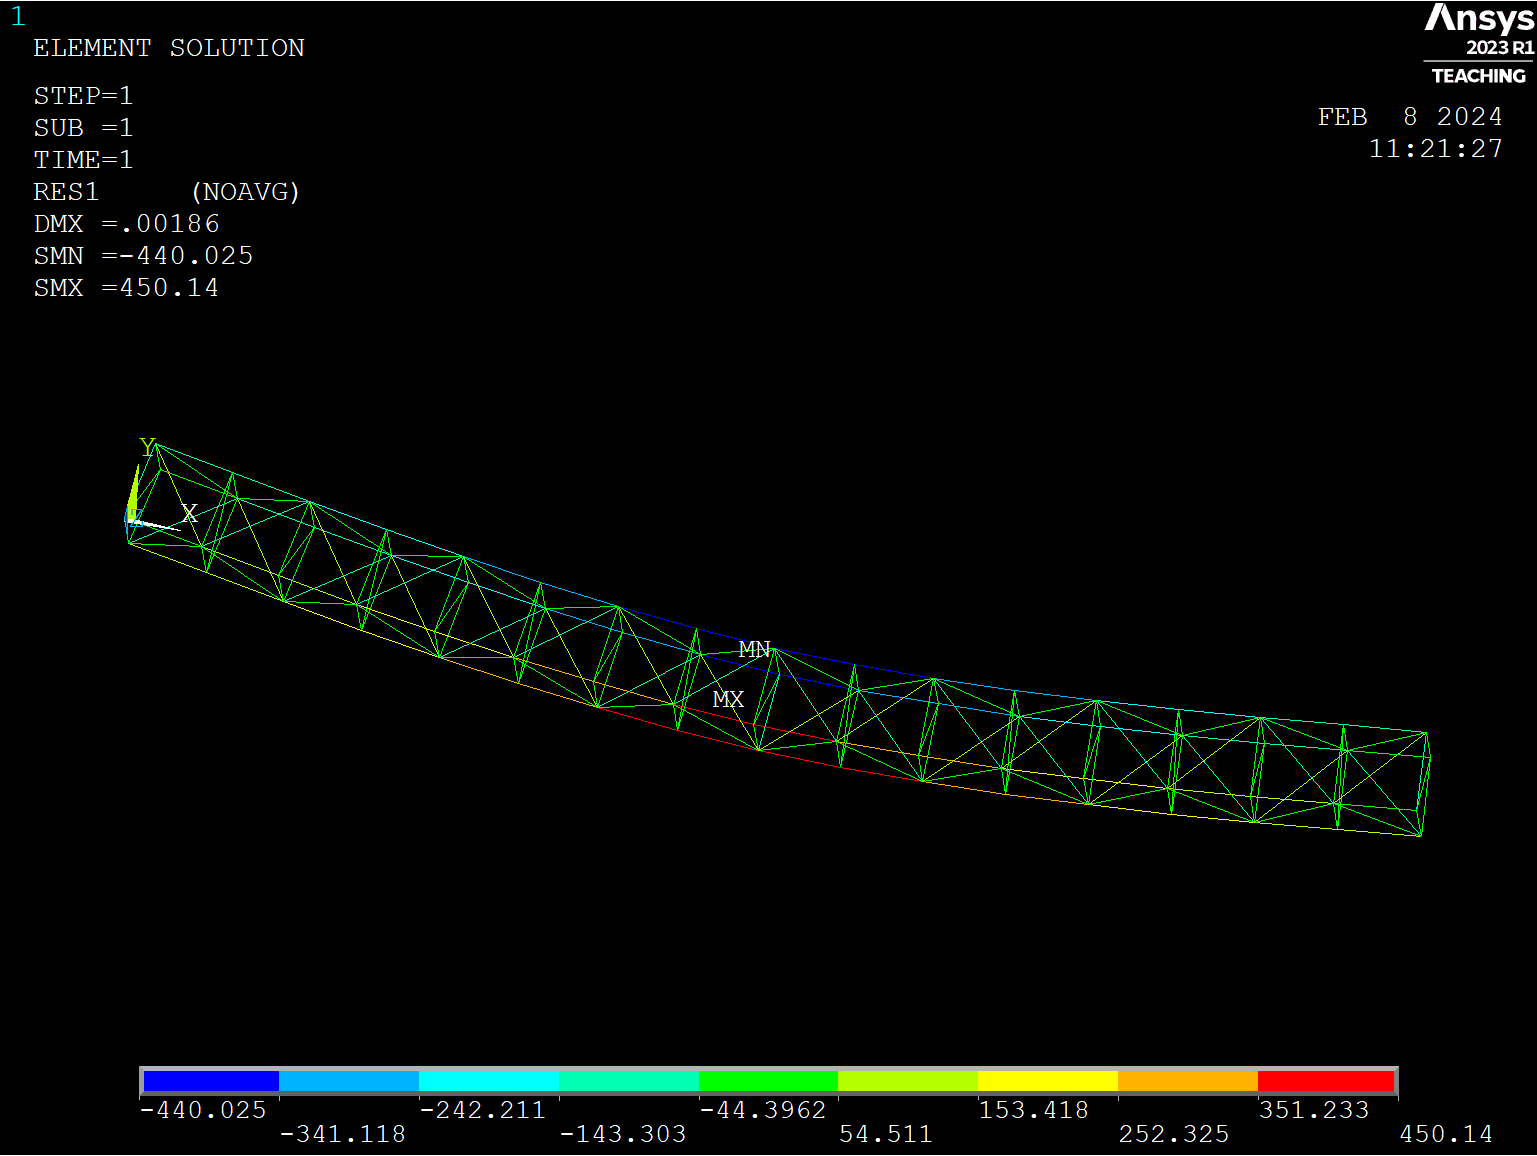 1
Ansys
2023 R1
TEACHING
ELEMENT SOLUTION
STEP=1
SUB =1
TIME=1
RES1     (NOAVG)
DMX =.00186
SMN =-440.025
SMX =450.14
FEB  8 2024
11:21:27
Y
X
MN
MX
-440.025
-341.118
-242.211
-143.303
-44.3962
54.511
153.418
252.325
351.233
450.14